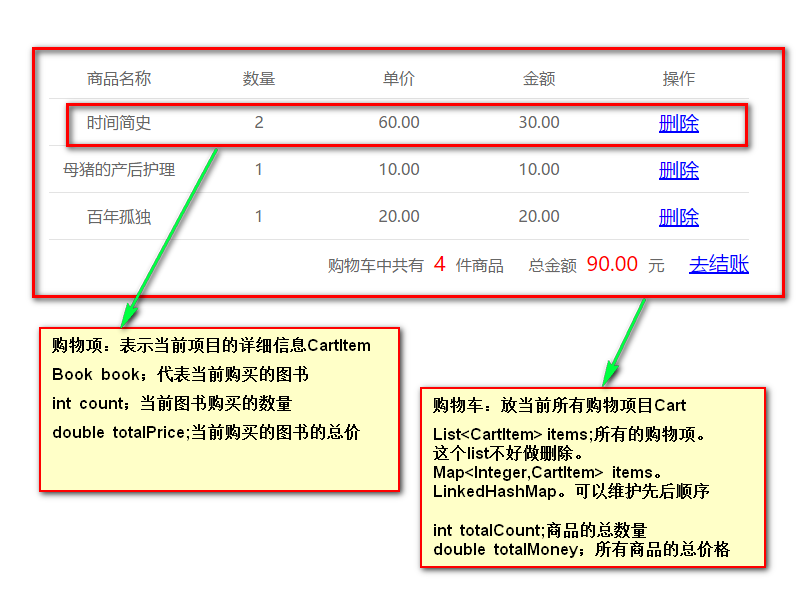 商品名称 数量 单价 金额 操作
时间简史 2 60.00 30.00 删除
母猪的产后护理 1 10.00 10.00 删除
百年孤独 1 20.00 20.00 删除
购物车中共有 4 件商品 总金额 90.00 元 去结账
购物项：表示当前项目的详细信息CartItem
Book book；代表当前购买的图书
int count；当前图书购买的数量
double totalPrice;当前购买的图书的总价
购物车：放当前所有购物项目Cart
List<CartItem> items;所有的购物项。
这个list不好做删除。
Map<Integer,CartItem> items。
LinkedHashMap。可以维护先后顺序
int totalCount;商品的总数量
double totalMoney；所有商品的总价格